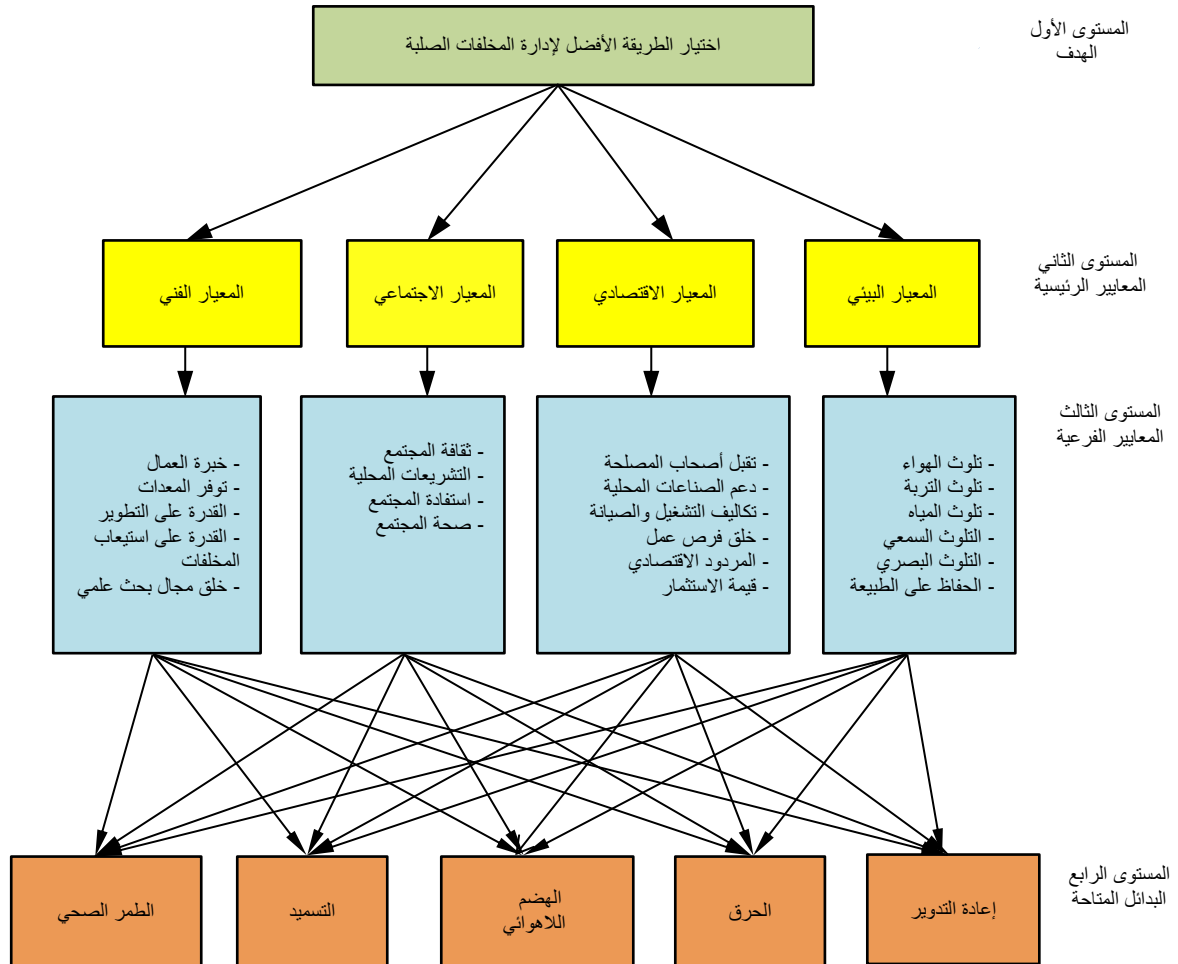 المستوى الأول
الهدف
اختيار الطريقة الأفضل لإدارة المخلفات الصلبة
المستوى الثاني
المعايير الرئيسية
المعيار البيئي
المعيار الاقتصادي
المعيار الاجتماعي
المعيار الفني
المستوى الثالث
المعايير الفرعية
- تلوث الهواء
- تلوث التربة
- تلوث المياه
- التلوث السمعي
- التلوث البصري
- الحفاظ على الطبيعة
- تقبل أصحاب المصلحة
- دعم الصناعات المحلية
- تكاليف التشغيل والصيانة
- خلق فرص عمل
- المردود الاقتصادي
- قيمة الاستثمار
- ثقافة المجتمع
- التشريعات المحلية
- استفادة المجتمع
- صحة المجتمع
- خبرة العمال
- توفر المعدات
- القدرة على التطوير
- القدرة على استيعاب
المخلفات
- خلق مجال بحث علمي
المستوى الرابع
البدائل المتاحة
إعادة التدوير
الحرق
الهضم
اللاهوائي
التسميد
الطمر الصحي